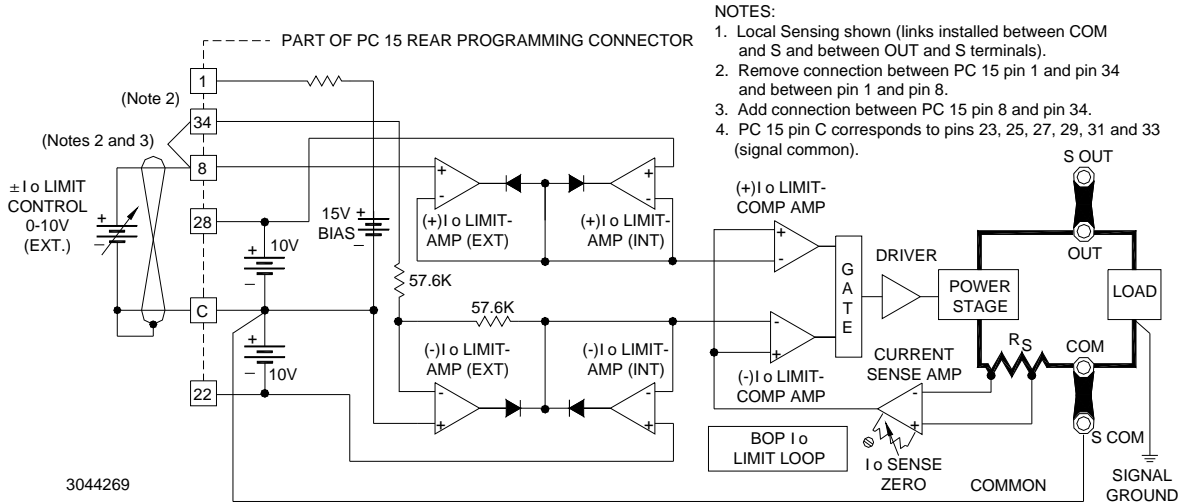 NOTES:
1. Local Sensing shown (links installed between COM
and S and between OUT and S terminals).
2. Remove connection between PC 15 pin 1 and pin 34
and between pin 1 and pin 8.
3. Add connection between PC 15 pin 8 and pin 34.
4. PC 15 pin C corresponds to pins 23, 25, 27, 29, 31 and 33
(signal common).
PART OF PC 15 REAR PROGRAMMING CONNECTOR
1
(Note 2)
34
(Notes 2 and 3)
8
± I o LIMIT
CONTROL
0-10V
(EXT.)
+
–
28
+
10V
–
C
+
–
10V
22
15V
BIAS
+
–
57.6K
57.6K
+
-
(+)I o LIMIT-
AMP (EXT)
+
-
(+)I o LIMIT-
AMP (INT)
(-)I o LIMIT-
AMP (EXT)
-
+
(-)I o LIMIT-
AMP (INT)
-
+
(+)I o LIMIT-
COMP AMP
+
-
-
+
(-)I o LIMIT-
COMP AMP
G
A
T
E
DRIVER
POWER
STAGE
S OUT
OUT
LOAD
RS
COM
CURRENT
SENSE AMP
-
+
S COM
BOP I o
LIMIT LOOP
I o SENSE
ZERO
COMMON
SIGNAL
GROUND
3044269